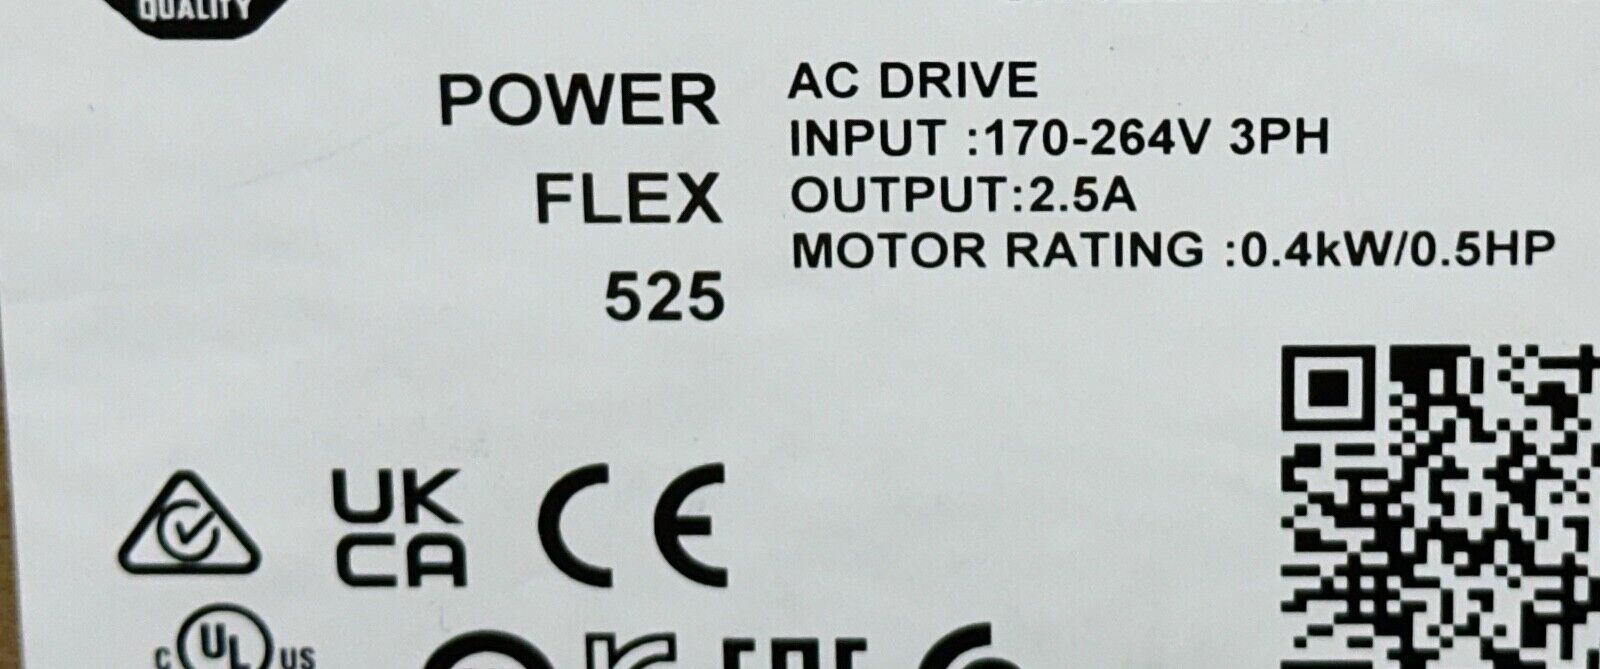 QUALITY
POWER
FLEX
525
AC DRIVE
INPUT :170-264V 3PH
OUTPUT:2.5A
MOTOR RATING :0.4kW/0.5HP
UK
CA
CE
C UL US